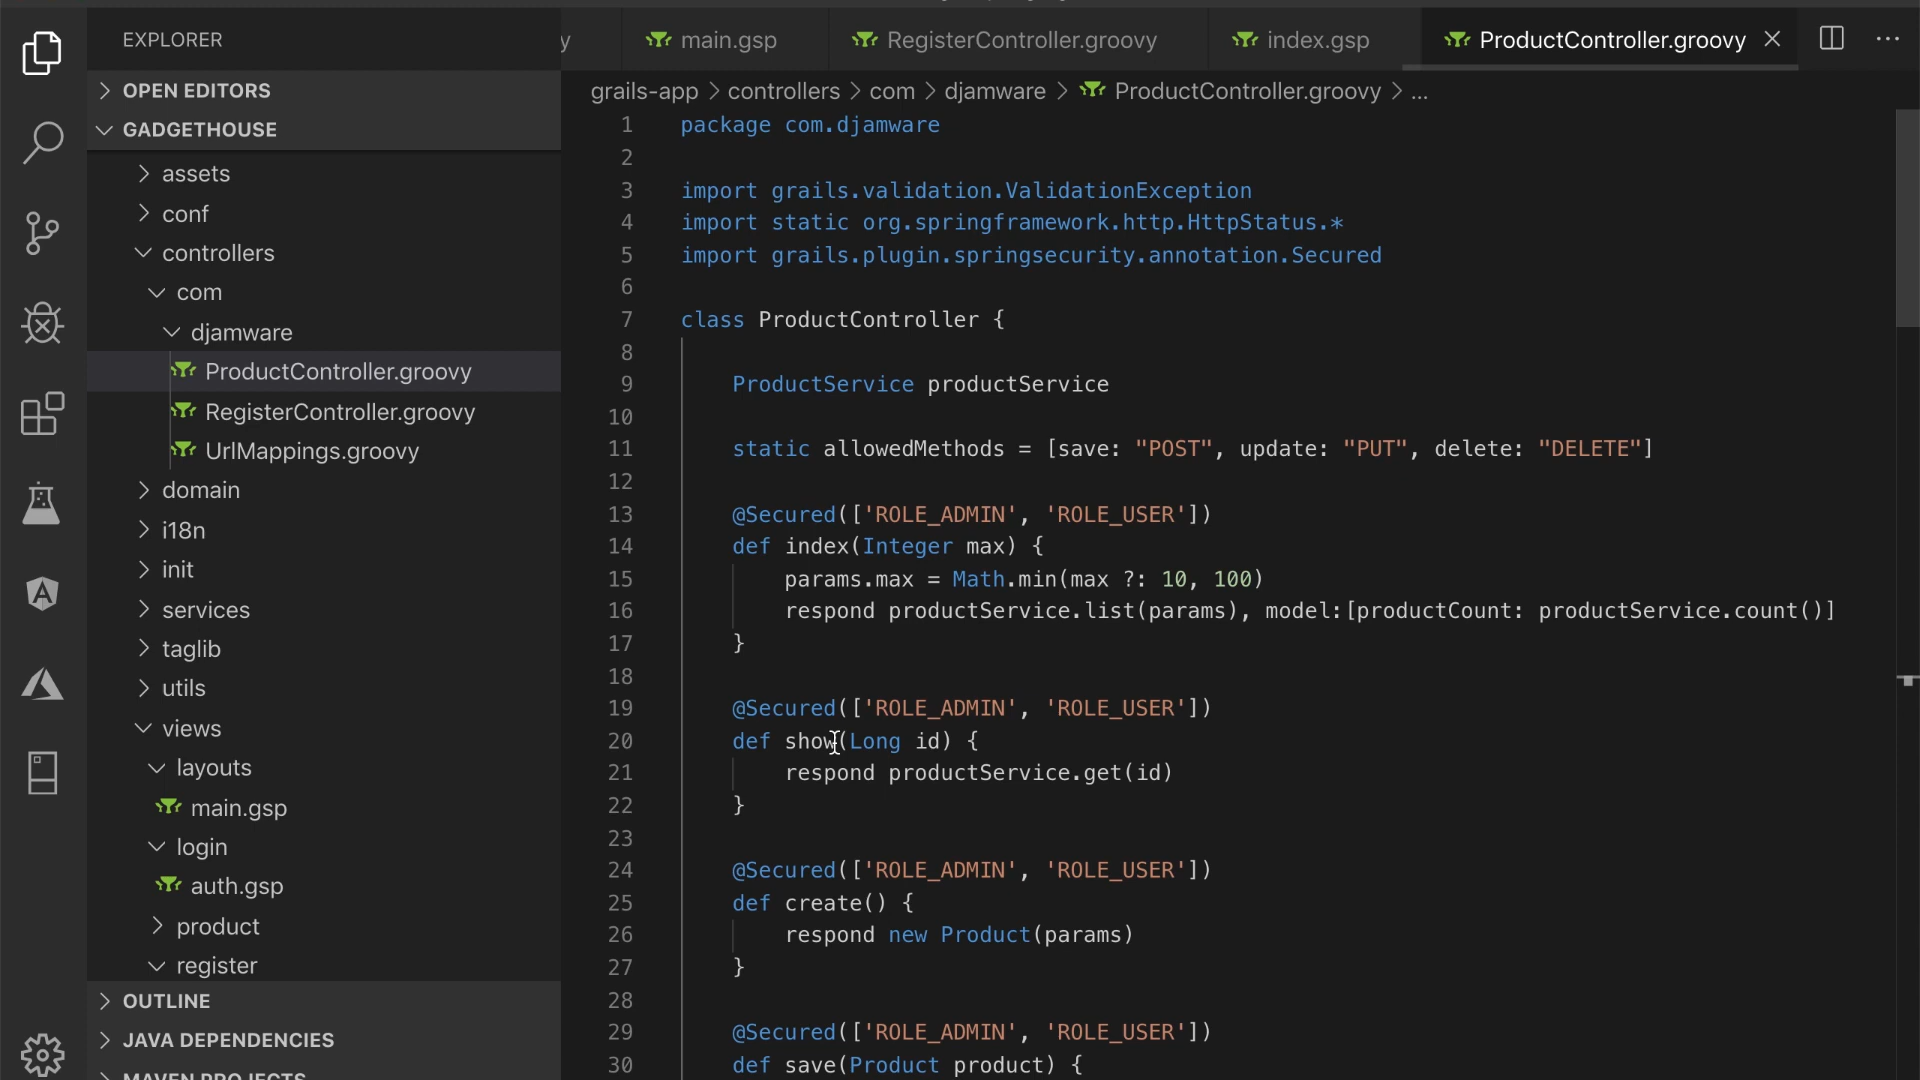 EXPLORER
OPEN EDITORS
GADGETHOUSE
assets
conf
controllers
com
djamware
ProductController.groovy
RegisterController.groovy
UrlMappings.groovy
domain
i18n
init
services
taglib
utils
views
layouts
main.gsp
login
auth.gsp
product
register
OUTLINE
JAVA DEPENDENCIES
MAVEN PROJECTS
y main.gsp RegisterController.groovy index.gsp ProductController.groovy
grails-app > controllers > com > djamware > ProductController.groovy > ...
1 package com.djamware
2
3 import grails.validation.ValidationException
4 import static org.springframework.http.HttpStatus.*
5 import grails.plugin.springsecurity.annotation.Secured
6
7 class ProductController {
8
9     ProductService productService
10
11     static allowedMethods = [save: "POST", update: "PUT", delete: "DELETE"]
12
13     @Secured(['ROLE_ADMIN', 'ROLE_USER'])
14     def index(Integer max) {
15         params.max = Math.min(max ?: 10, 100)
16         respond productService.list(params), model:[productCount: productService.count()]
17     }
18
19     @Secured(['ROLE_ADMIN', 'ROLE_USER'])
20     def show(Long id) {
21         respond productService.get(id)
22     }
23
24     @Secured(['ROLE_ADMIN', 'ROLE_USER'])
25     def create() {
26         respond new Product(params)
27     }
28
29     @Secured(['ROLE_ADMIN', 'ROLE_USER'])
30     def save(Product product) {